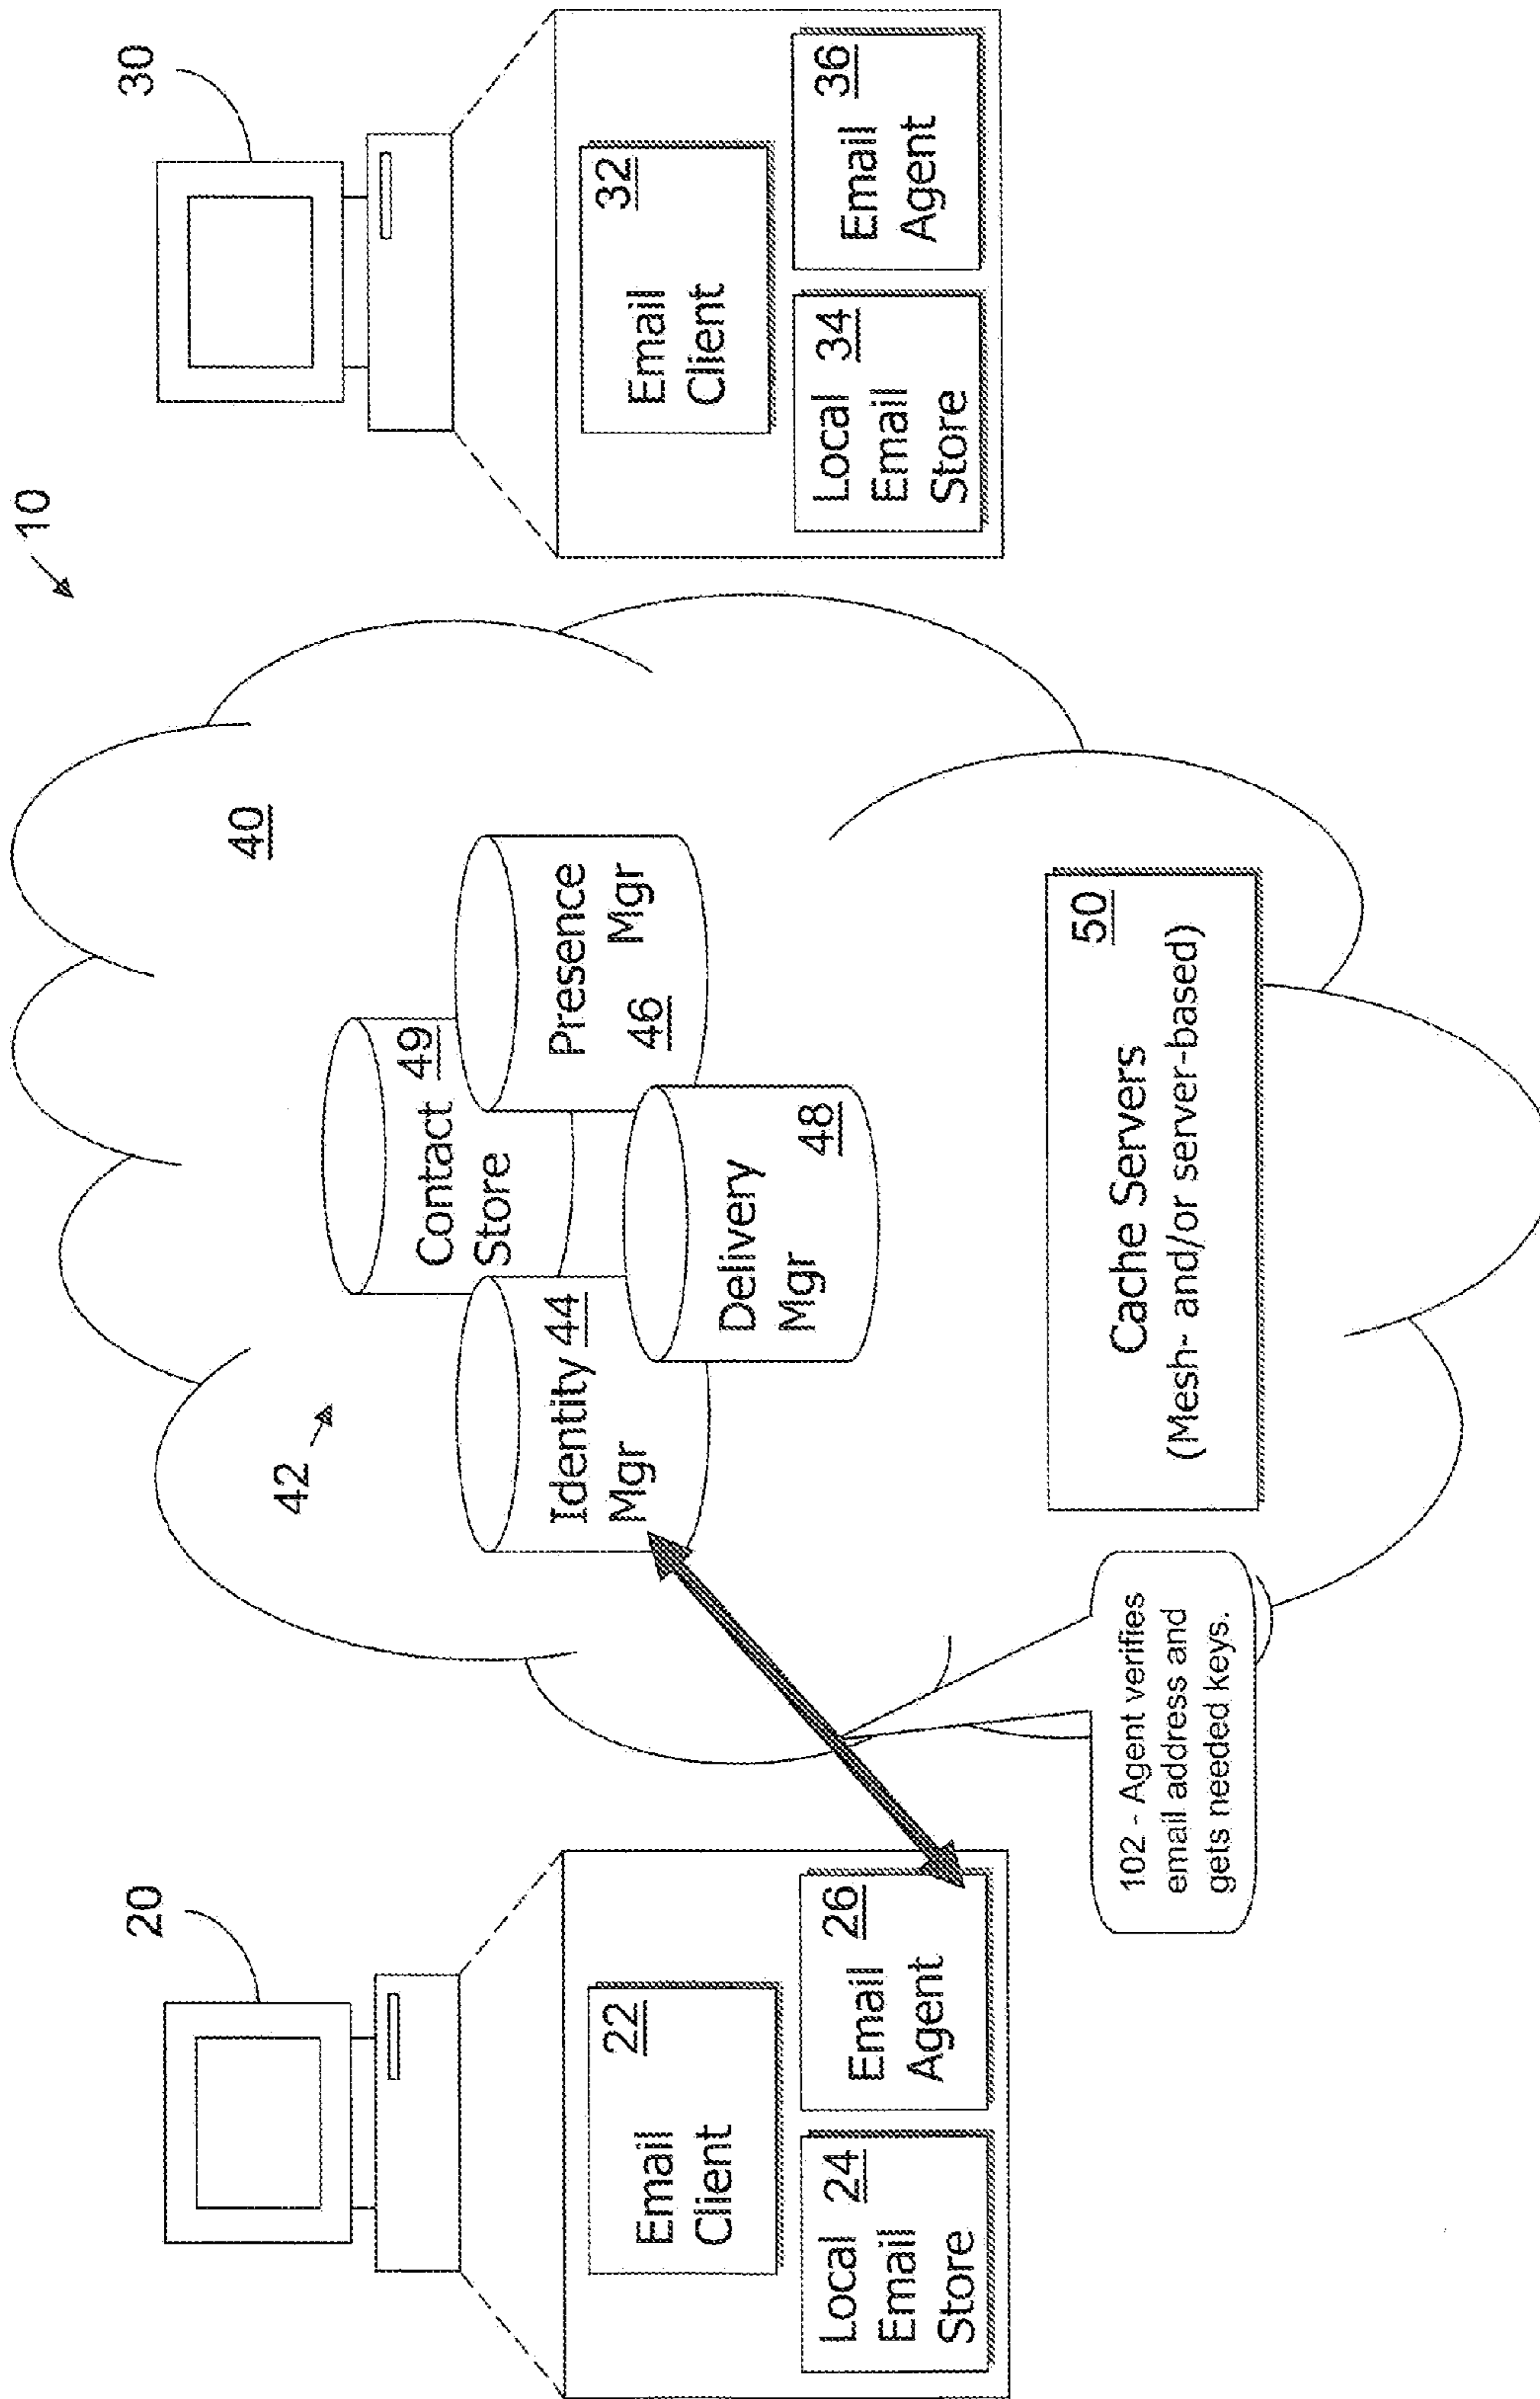 10
20
Email
Client
22
Local
Email
Store
24
Email
Agent
26
40
42
Contact
Store
49
Identity
Mgr
44
Presence
Mgr
46
Delivery
Mgr
48
Cache Servers
(Mesh- and/or server-based)
50
102 - Agent verifies
email address and
gets needed keys.
30
Email
Client
32
Local
Email
Store
34
Email
Agent
36